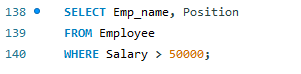 138 SELECT Emp_name, Position
139 FROM Employee
140 WHERE Salary > 50000;